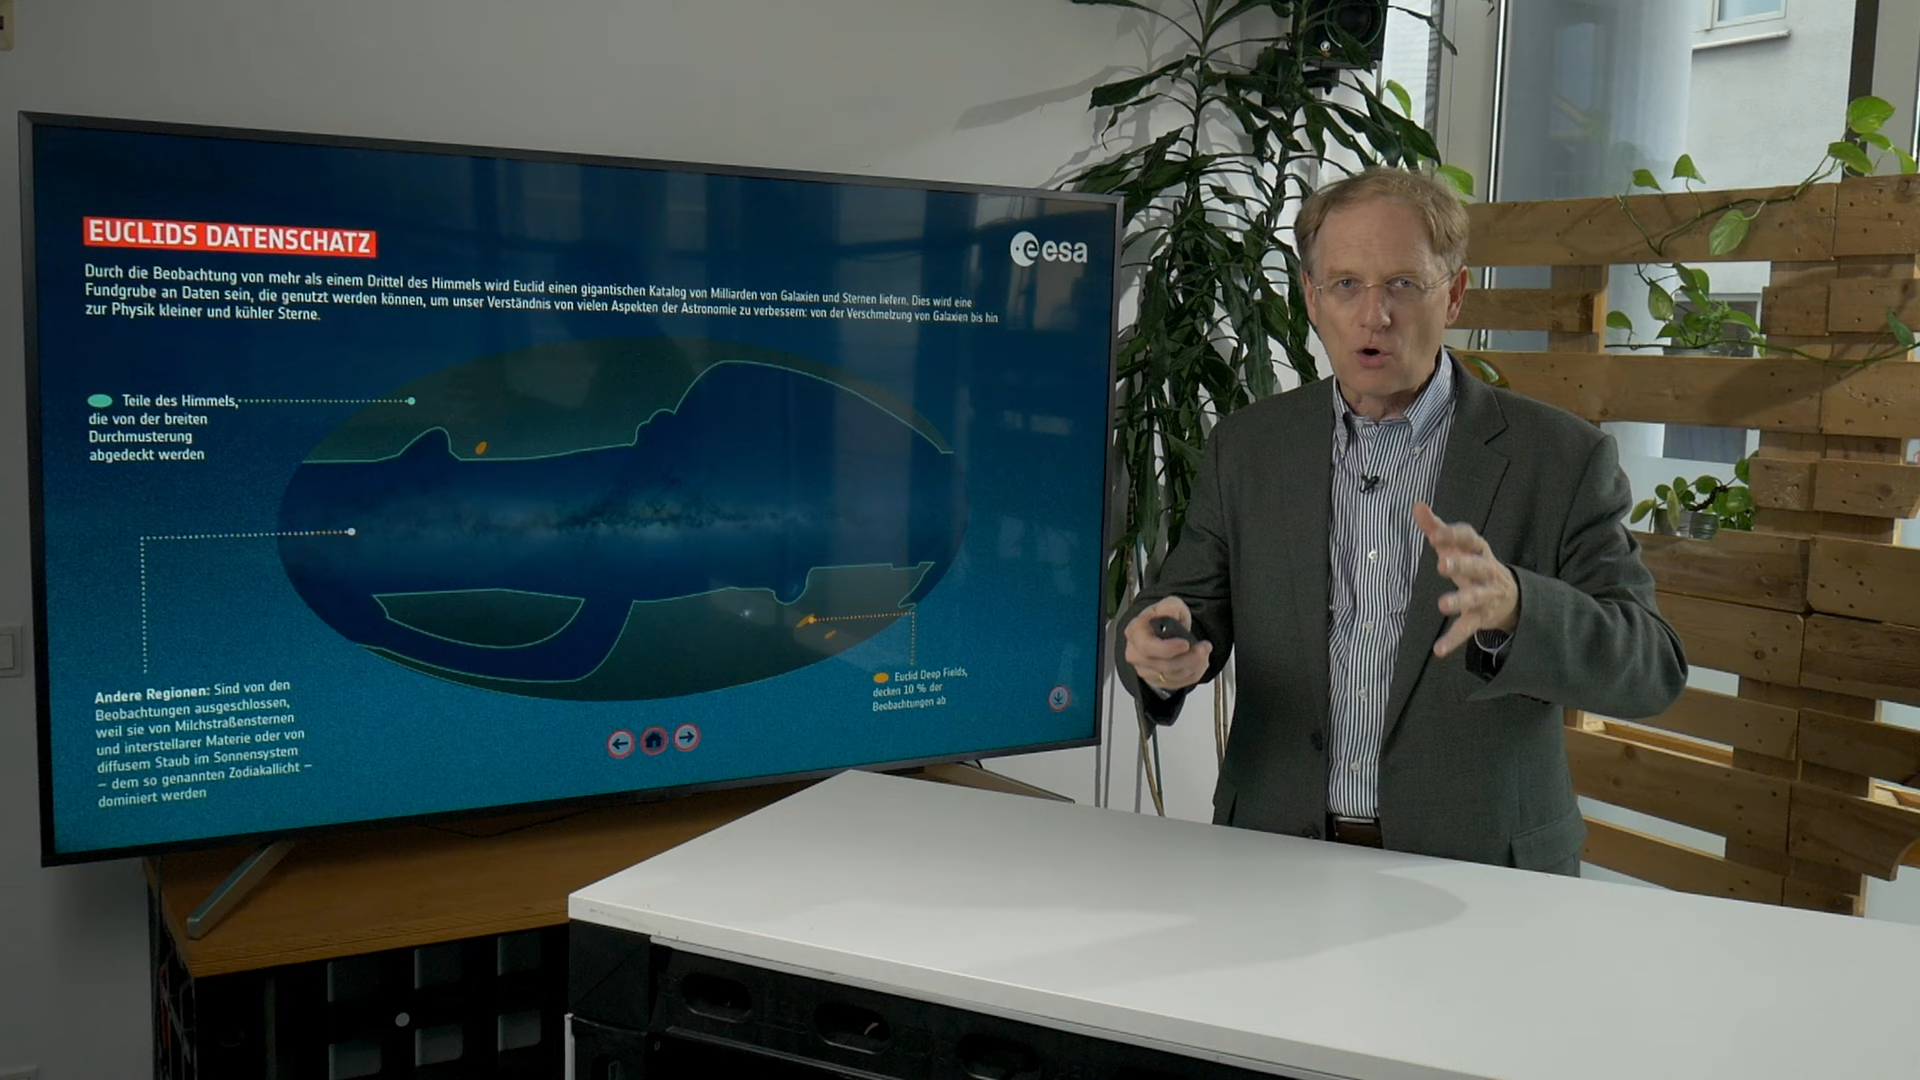 EUCLIDS DATENSCHATZ
esa
Durch die Beobachtung von mehr als einem Drittel des Himmels wird Euclid einen gigantischen Katalog von Milliarden von Galaxien und Sternen liefern. Dies wird eine
Fundgrube an Daten sein, die genutzt werden können, um unser Verständnis von vielen Aspekten der Astronomie zu verbessern: von der Verschmelzung von Galaxien bis hin
zur Physik kleiner und kühler Sterne.
Teile des Himmels,
die von der breiten
Durchmusterung
abgedeckt werden
Andere Regionen: Sind von den
Beobachtungen ausgeschlossen,
weil sie von Milchstraßensternen
und interstellarer Materie oder von
diffusem Staub im Sonnensystem
– dem so genannten Zodiakallicht –
dominiert werden
Euclid Deep Fields,
decken 10 % der
Beobachtungen ab